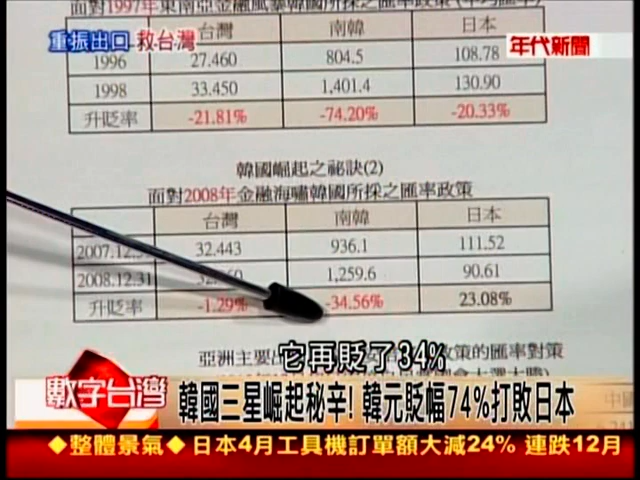 面對1997年東南亞金融風暴韓國所採之匯率政策(平均匯率)
重振出口 救台灣
年代新聞
台灣 南韓 日本
1996 27.460 804.5 108.78
1998 33.450 1,401.4 130.90
升貶率 -21.81% -74.20% -20.33%
韓國崛起之祕訣(2)
面對2008年金融海嘯韓國所採之匯率政策
台灣 南韓 日本
2007.12.31 32.443 936.1 111.52
2008.12.31 1,259.6 90.61
升貶率 -1.29% -34.56% 23.08%
它再貶了34%
亞洲主要出 政策的匯率對策
數字台灣
韓國三星崛起秘辛! 韓元貶幅74%打敗日本
◆整體景氣◆日本4月工具機訂單額大減24% 連跌12月